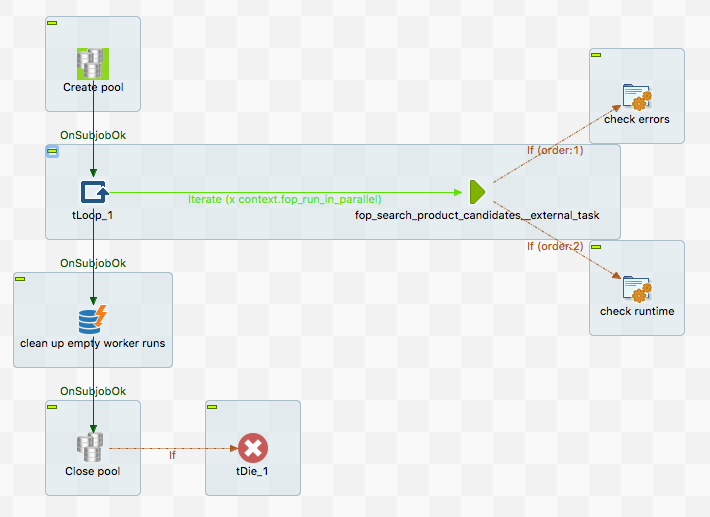 Create pool
check errors
OnSubjobOk
If (order:1)
Iterate (x context.fop_run_in_parallel)
tLoop_1
fop_search_product_candidates__external_task
If (order:2)
OnSubjobOk
check runtime
clean up empty worker runs
OnSubjobOk
If
Close pool
tDie_1